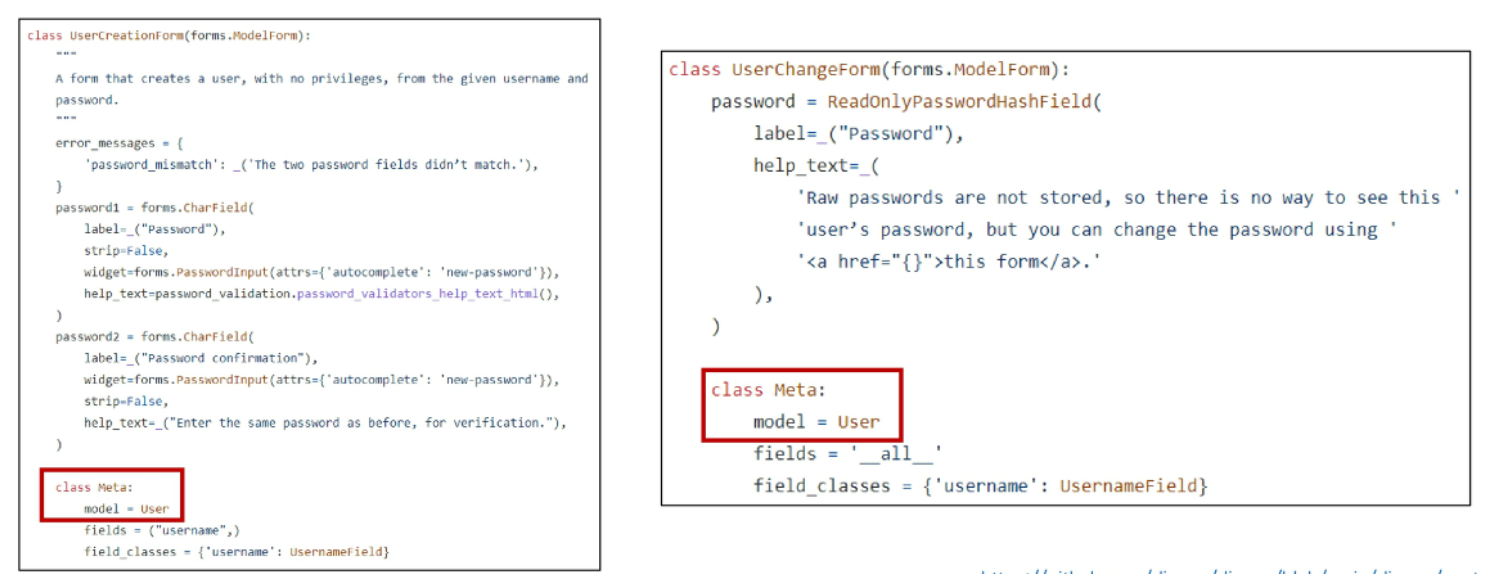 class UserCreationForm(forms.ModelForm):
    """
    A form that creates a user, with no privileges, from the given username and
    password.
    """
    error_messages = {
        'password_mismatch': _('The two password fields didn’t match.'),
    }
    password1 = forms.CharField(
        label=_("Password"),
        strip=False,
        widget=forms.PasswordInput(attrs={'autocomplete': 'new-password'}),
        help_text=password_validation.password_validators_help_text_html(),
    )
    password2 = forms.CharField(
        label=_("Password confirmation"),
        widget=forms.PasswordInput(attrs={'autocomplete': 'new-password'}),
        strip=False,
        help_text=_("Enter the same password as before, for verification."),
    )
    class Meta:
        model = User
        fields = ("username",)
        field_classes = {'username': UsernameField}
class UserChangeForm(forms.ModelForm):
    password = ReadOnlyPasswordHashField(
        label=_("Password"),
        help_text=_(
            'Raw passwords are not stored, so there is no way to see this '
            'user’s password, but you can change the password using '
            '<a href="{}">this form</a>.'
        ),
    )
    class Meta:
        model = User
        fields = '__all__'
        field_classes = {'username': UsernameField}